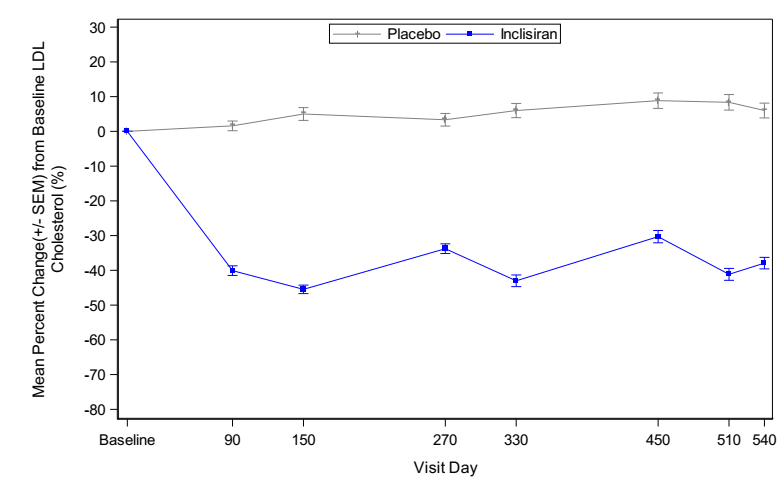 Placebo Inclisiran
Mean Percent Change(+/- SEM) from Baseline LDL
Cholesterol (%)
30
20
10
0
-10
-20
-30
-40
-50
-60
-70
-80
Baseline 90 150 270 330 450 510 540
Visit Day